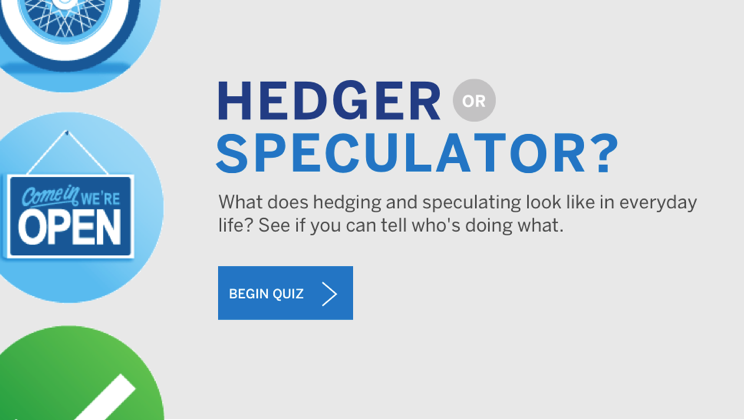 Come in WE'RE
OPEN
HEDGER OR
SPECULATOR?
What does hedging and speculating look like in everyday
life? See if you can tell who's doing what.
BEGIN QUIZ